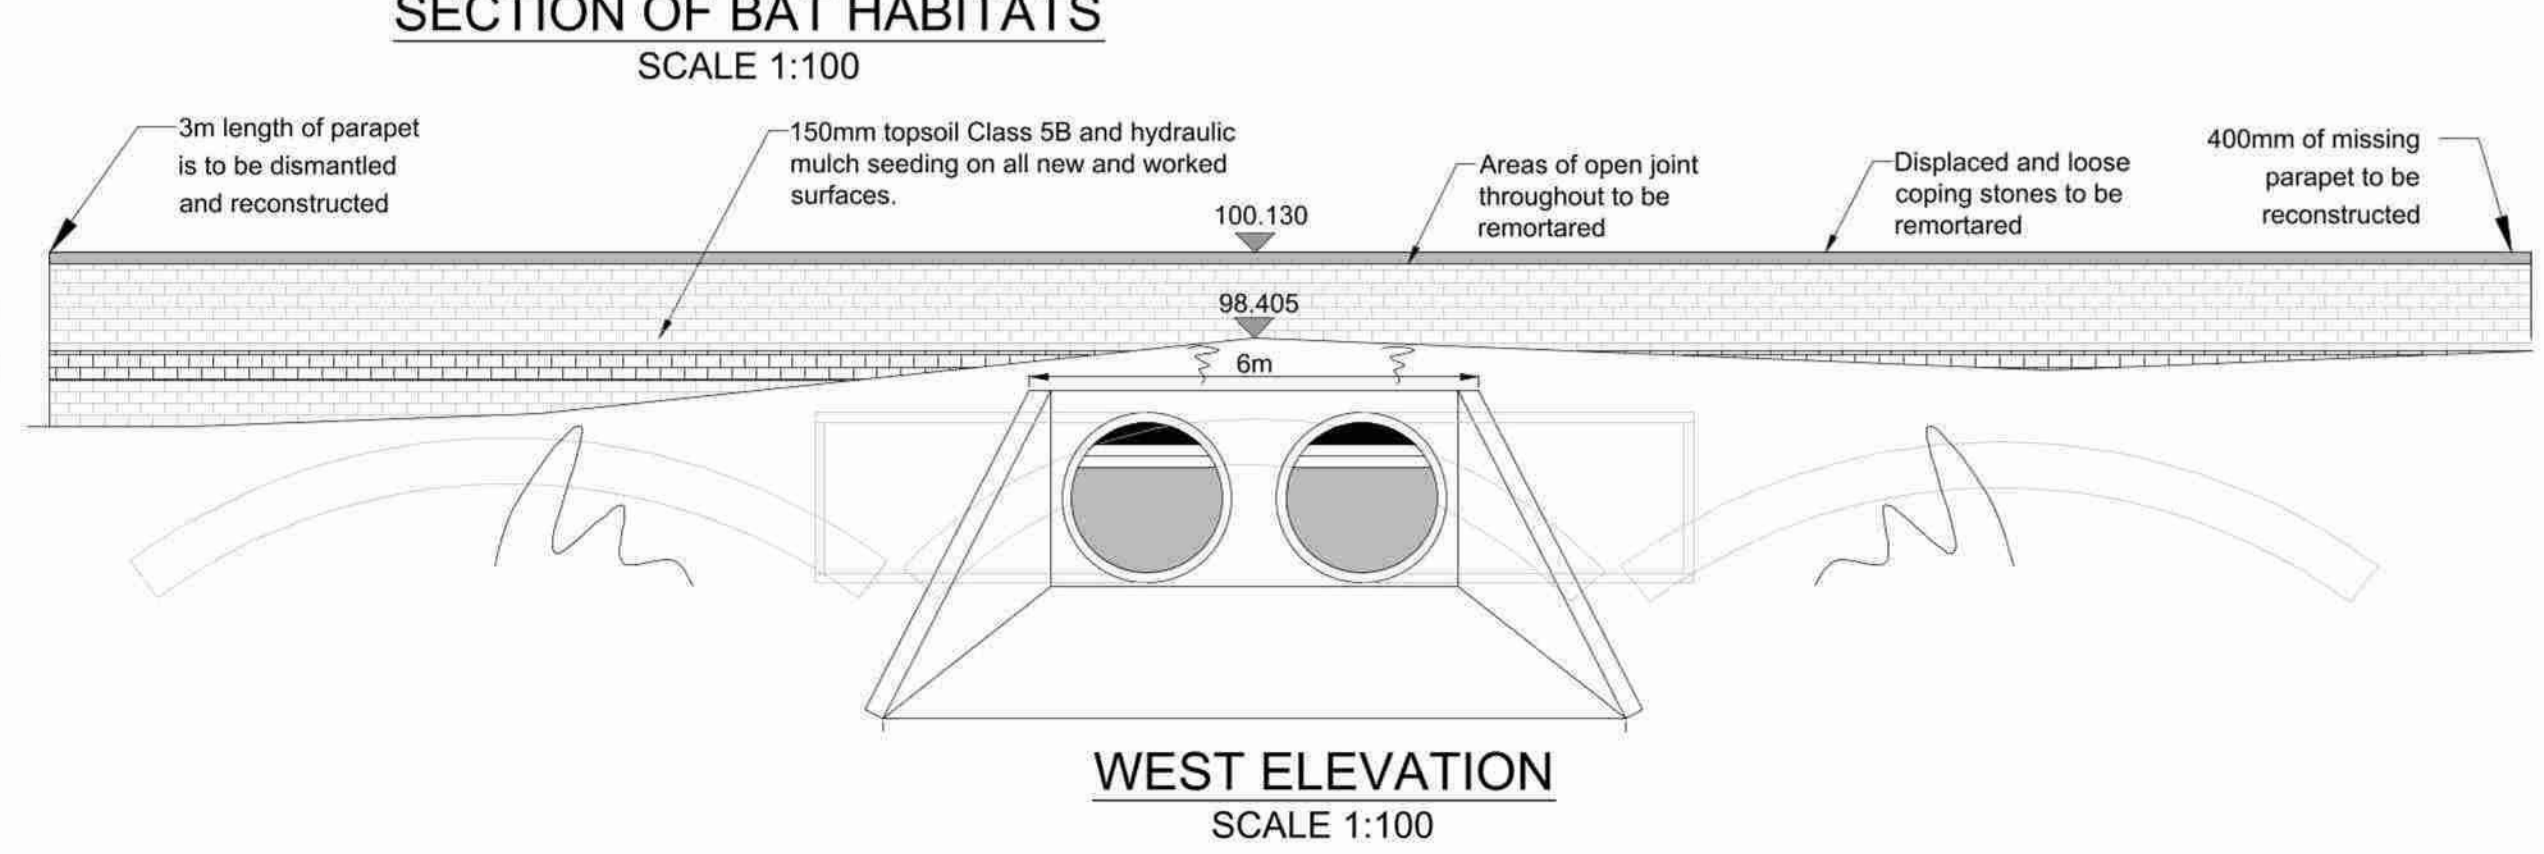 SECTION OF BAT HABITATS
SCALE 1:100
3m length of parapet
is to be dismantled
and reconstructed
150mm topsoil Class 5B and hydraulic
mulch seeding on all new and worked
surfaces.
100.130
Areas of open joint
throughout to be
remortared
Displaced and loose
coping stones to be
remortared
400mm of missing
parapet to be
reconstructed
98.405
6m
WEST ELEVATION
SCALE 1:100